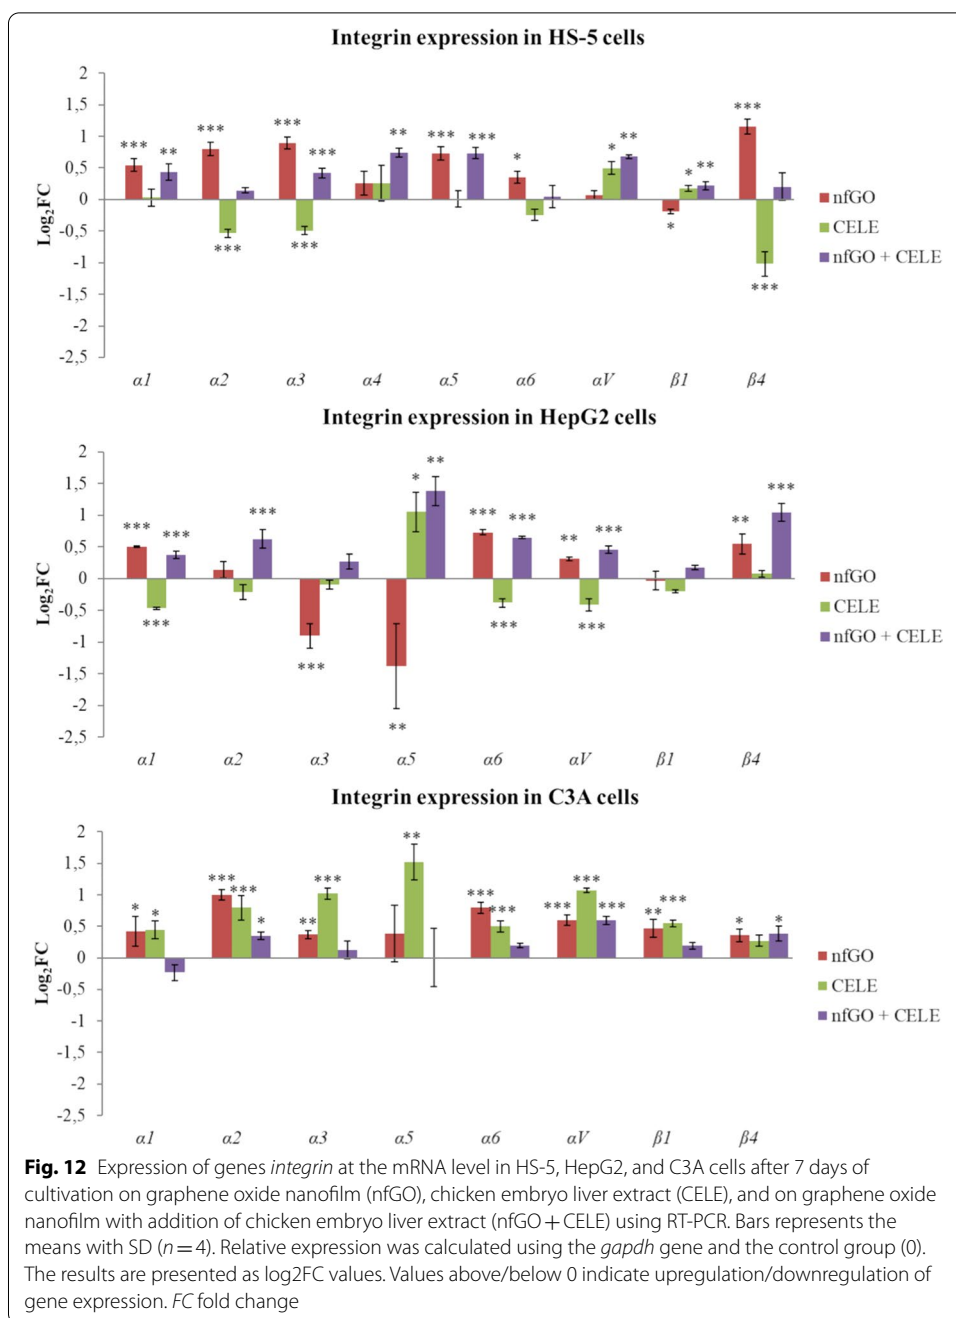 Integrin expression in HS-5 cells
2
1,5
1
0,5
0
-0,5
-1
-1,5
-2
-2,5
Log2FC
*** ** *** *** *** ** *** *** * * ** * ** ***
*** *** * ***
nfGO
CELE
nfGO + CELE
α1 α2 α3 α4 α5 α6 αV β1 β4
Integrin expression in HepG2 cells
2
1,5
1
0,5
0
-0,5
-1
-1,5
-2
-2,5
Log2FC
*** *** *** * ** *** *** ** *** ** ***
*** *** ** *** ***
nfGO
CELE
nfGO + CELE
α1 α2 α3 α5 α6 αV β1 β4
Integrin expression in C3A cells
2
1,5
1
0,5
0
-0,5
-1
-1,5
-2
-2,5
Log2FC
* * *** *** * ** *** ** *** *** *** *** *** ** *** * *
nfGO
CELE
nfGO + CELE
α1 α2 α3 α5 α6 αV β1 β4
Fig. 12 Expression of genes integrin at the mRNA level in HS-5, HepG2, and C3A cells after 7 days of
cultivation on graphene oxide nanofilm (nfGO), chicken embryo liver extract (CELE), and on graphene oxide
nanofilm with addition of chicken embryo liver extract (nfGO + CELE) using RT-PCR. Bars represents the
means with SD (n = 4). Relative expression was calculated using the gapdh gene and the control group (0).
The results are presented as log2FC values. Values above/below 0 indicate upregulation/downregulation of
gene expression. FC fold change